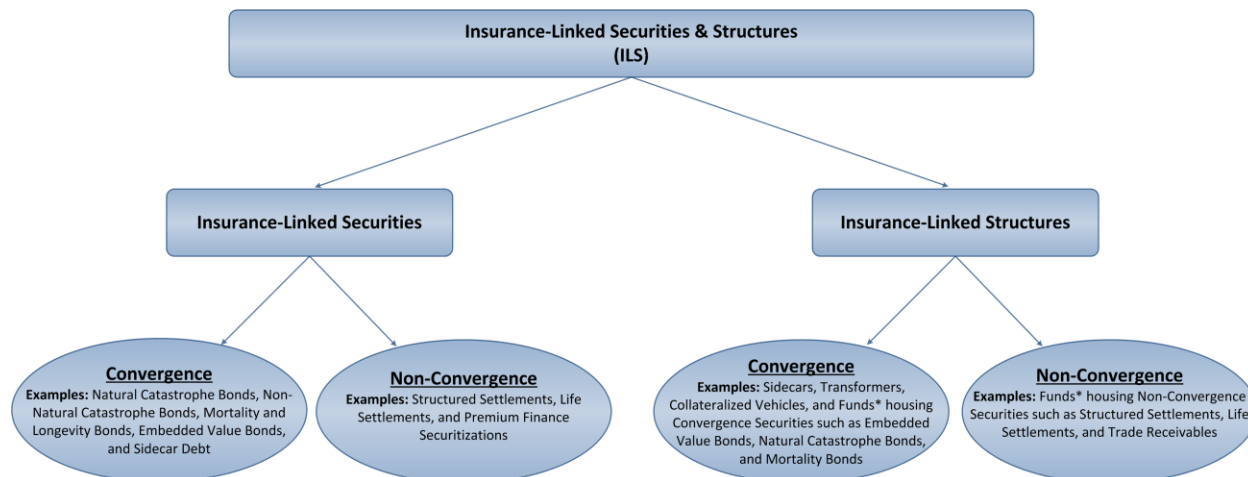 Insurance-Linked Securities & Structures
(ILS)
Insurance-Linked Securities
Insurance-Linked Structures
Convergence
Examples: Natural Catastrophe Bonds, Non-
Natural Catastrophe Bonds, Mortality and
Longevity Bonds, Embedded Value Bonds,
and Sidecar Debt
Non-Convergence
Examples: Structured Settlements, Life
Settlements, and Premium Finance
Securitizations
Convergence
Examples: Sidecars, Transformers,
Collateralized Vehicles, and Funds* housing
Convergence Securities such as Embedded
Value Bonds, Natural Catastrophe Bonds,
and Mortality Bonds
Non-Convergence
Examples: Funds* housing Non-Convergence
Securities such as Structured Settlements, Life
Settlements, and Trade Receivables